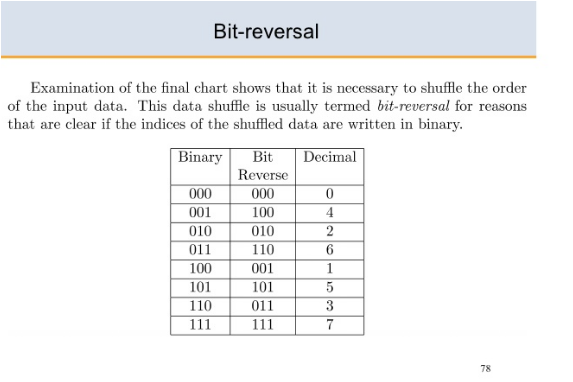 Bit-reversal
Examination of the final chart shows that it is necessary to shuffle the order
of the input data. This data shuffle is usually termed bit-reversal for reasons
that are clear if the indices of the shuffled data are written in binary.
Binary Bit Decimal
Reverse
000 000 0
001 100 4
010 010 2
011 110 6
100 001 1
101 101 5
110 011 3
111 111 7
78